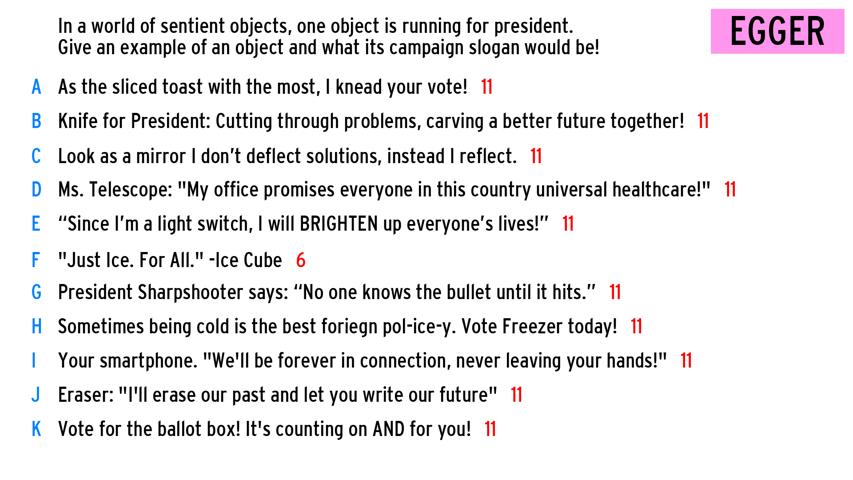 In a world of sentient objects, one object is running for president.
Give an example of an object and what its campaign slogan would be!
EGGER
A As the sliced toast with the most, I knead your vote! 11
B Knife for President: Cutting through problems, carving a better future together! 11
C Look as a mirror I don't deflect solutions, instead I reflect. 11
D Ms. Telescope: "My office promises everyone in this country universal healthcare!" 11
E “Since I’m a light switch, I will BRIGHTEN up everyone’s lives!” 11
F "Just Ice. For All." -Ice Cube 6
G President Sharpshooter says: “No one knows the bullet until it hits.” 11
H Sometimes being cold is the best foriegn pol-ice-y. Vote Freezer today! 11
I Your smartphone. "We'll be forever in connection, never leaving your hands!" 11
J Eraser: "I'll erase our past and let you write our future" 11
K Vote for the ballot box! It's counting on AND for you! 11